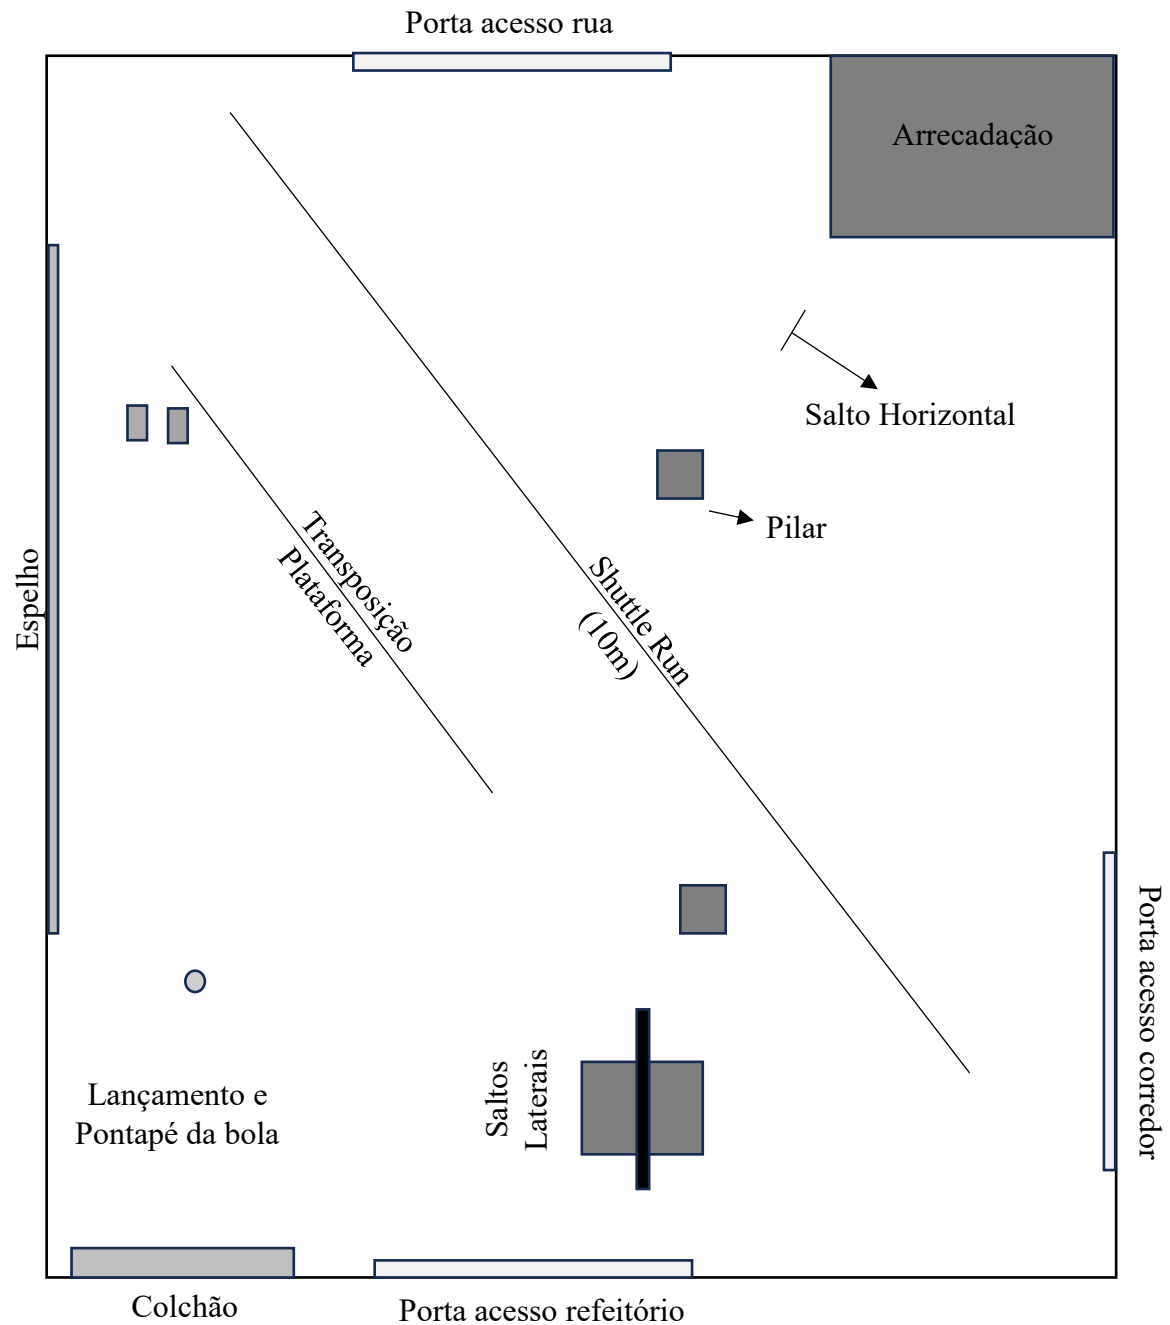 Porta acesso rua
Arrecadação
Salto Horizontal
Pilar
Espelho
Transposição
Plataforma
Shuttle Run
(10m)
Porta acesso corredor
Saltos
Laterais
Lançamento e
Pontapé da bola
Colchão
Porta acesso refeitório